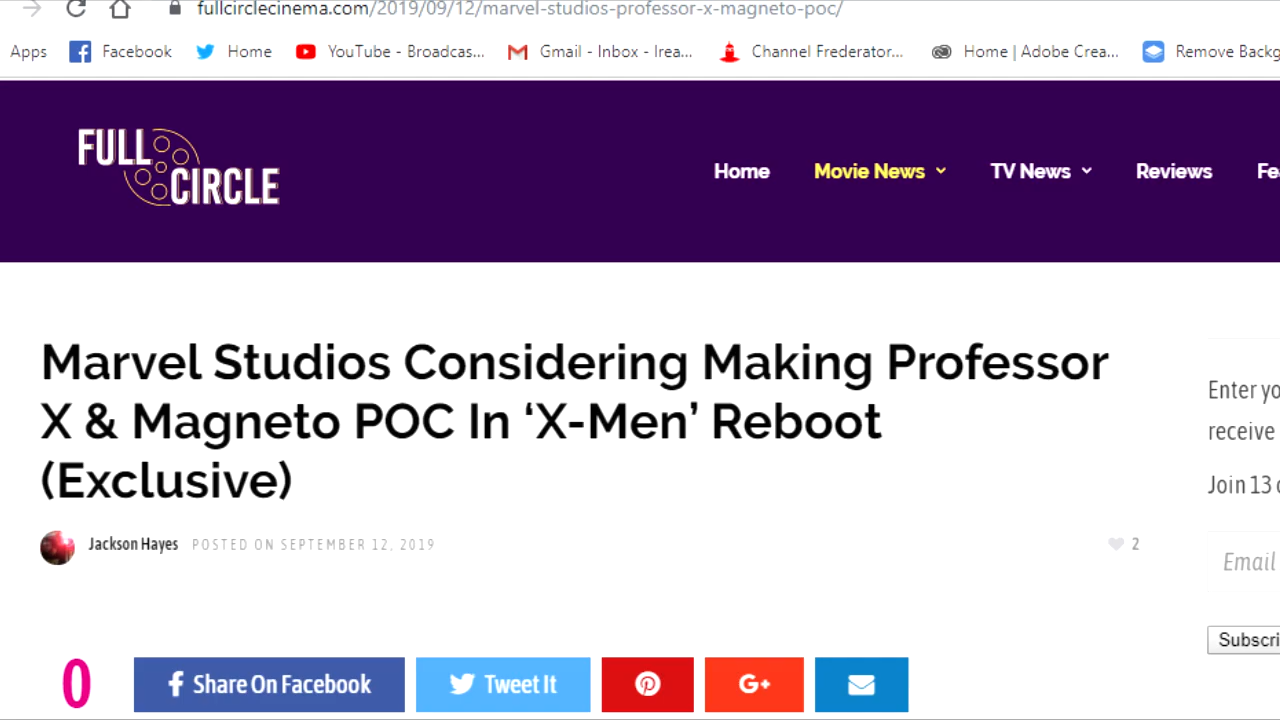 fullcirclecinema.com/2019/09/12/marvel-studios-professor-x-magneto-poc/
Apps Facebook Home YouTube - Broadcas... Gmail - Inbox - Irea... Channel Frederator... Home | Adobe Crea... Remove Backg
FULL CIRCLE
Home Movie News TV News Reviews Fe
Marvel Studios Considering Making Professor
X & Magneto POC In ‘X-Men’ Reboot
(Exclusive)
Jackson Hayes POSTED ON SEPTEMBER 12, 2019 2
Enter yo
receive
Join 13 o
Email
Subscri
0 Share On Facebook Tweet It G+